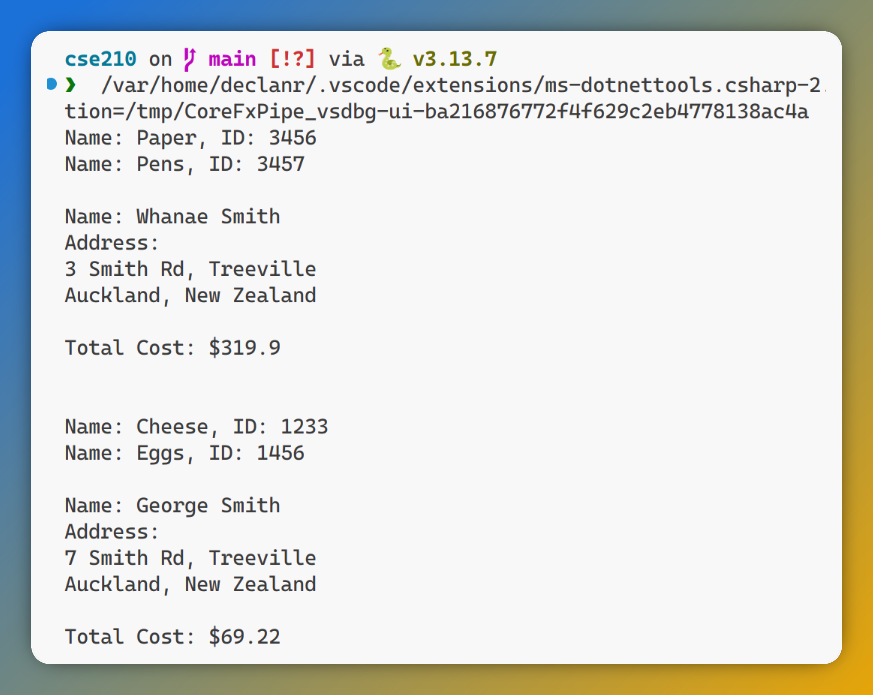 cse210 on main [!?] via v3.13.7
❯ /var/home/declanr/.vscode/extensions/ms-dotnettools.csharp-2.
tion=/tmp/CoreFxPipe_vsdbg-ui-ba216876772f4f629c2eb4778138ac4a
Name: Paper, ID: 3456
Name: Pens, ID: 3457
Name: Whanae Smith
Address:
3 Smith Rd, Treeville
Auckland, New Zealand
Total Cost: $319.9
Name: Cheese, ID: 1233
Name: Eggs, ID: 1456
Name: George Smith
Address:
7 Smith Rd, Treeville
Auckland, New Zealand
Total Cost: $69.22